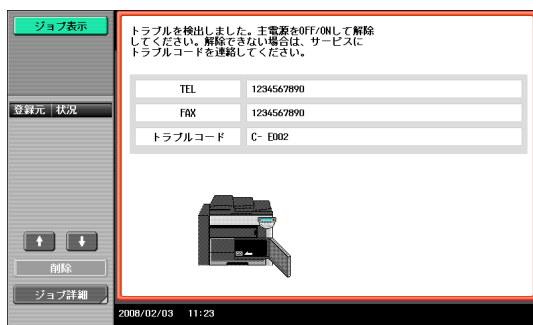 ジョブ表示
トラブルを検出しました。主電源をOFF/ONして解除
してください。解除できない場合は、サービスに
トラブルコードを連絡してください。
TEL 1234567890
FAX 1234567890
トラブルコード C- E002
登録元 状況
削除
ジョブ詳細
2008/02/03 11:23